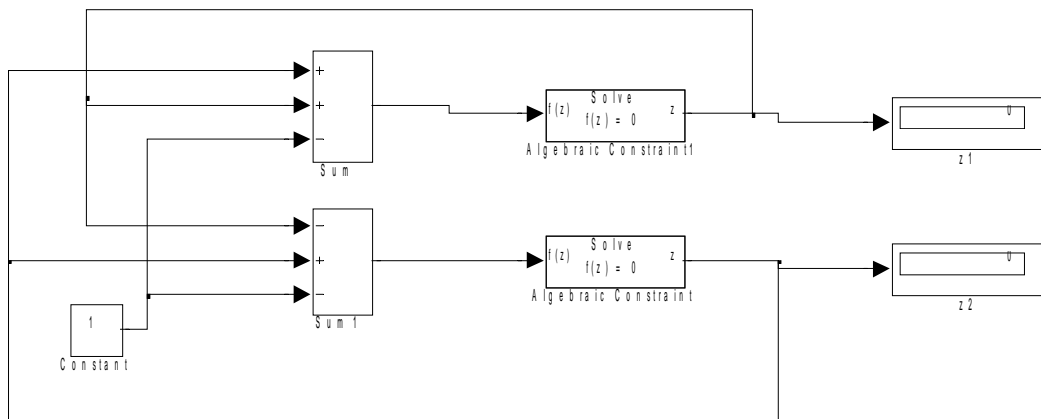 +
+
−
Sum
f(z)
Solve
f(z) = 0
z
Algebraic Constraint1
0
z1
−
+
−
Sum1
f(z)
Solve
f(z) = 0
z
Algebraic Constraint
0
z2
1
Constant